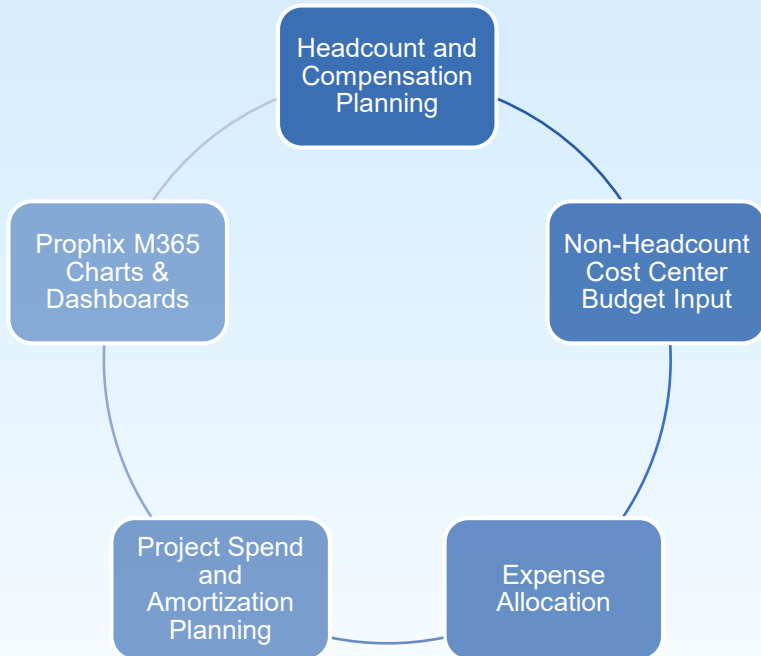 Headcount and
Compensation
Planning
Non-Headcount
Cost Center
Budget Input
Expense
Allocation
Project Spend
and
Amortization
Planning
Prophix M365
Charts &
Dashboards